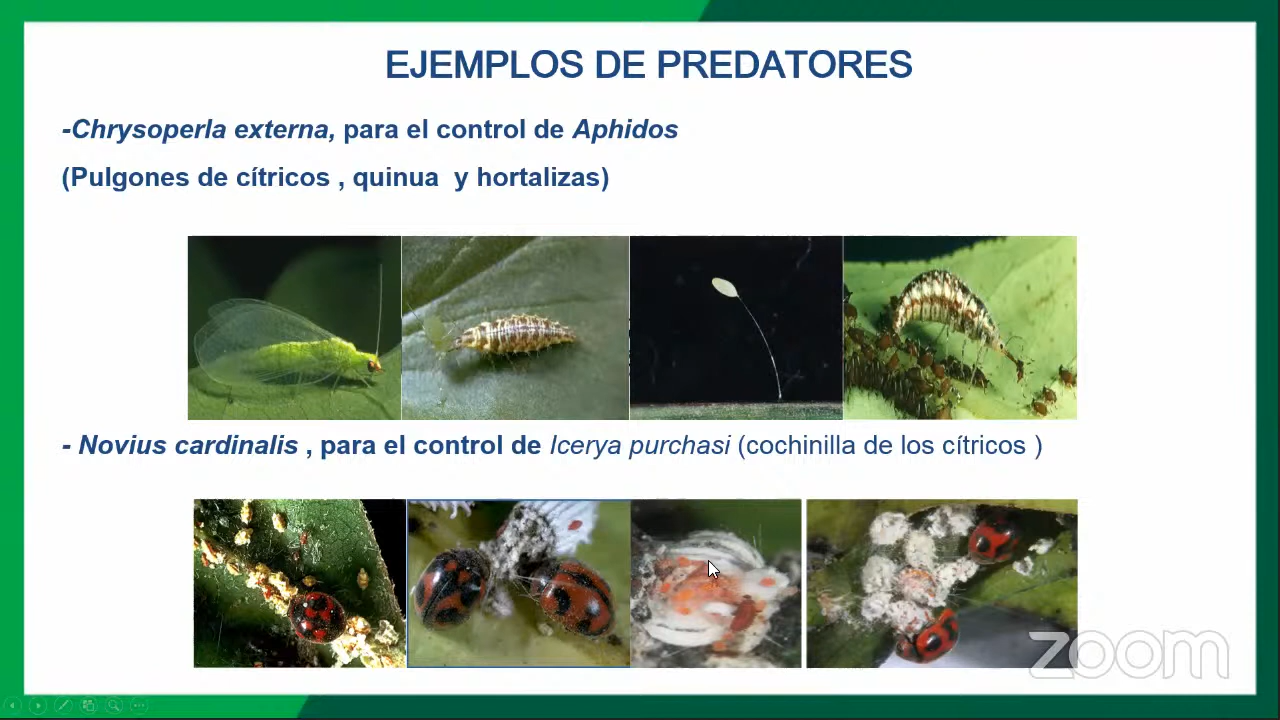 EJEMPLOS DE PREDATORES
-Chrysoperla externa, para el control de Aphidos
(Pulgones de cítricos , quinua  y hortalizas)
- Novius cardinalis , para el control de Icerya purchasi (cochinilla de los cítricos )
zoom